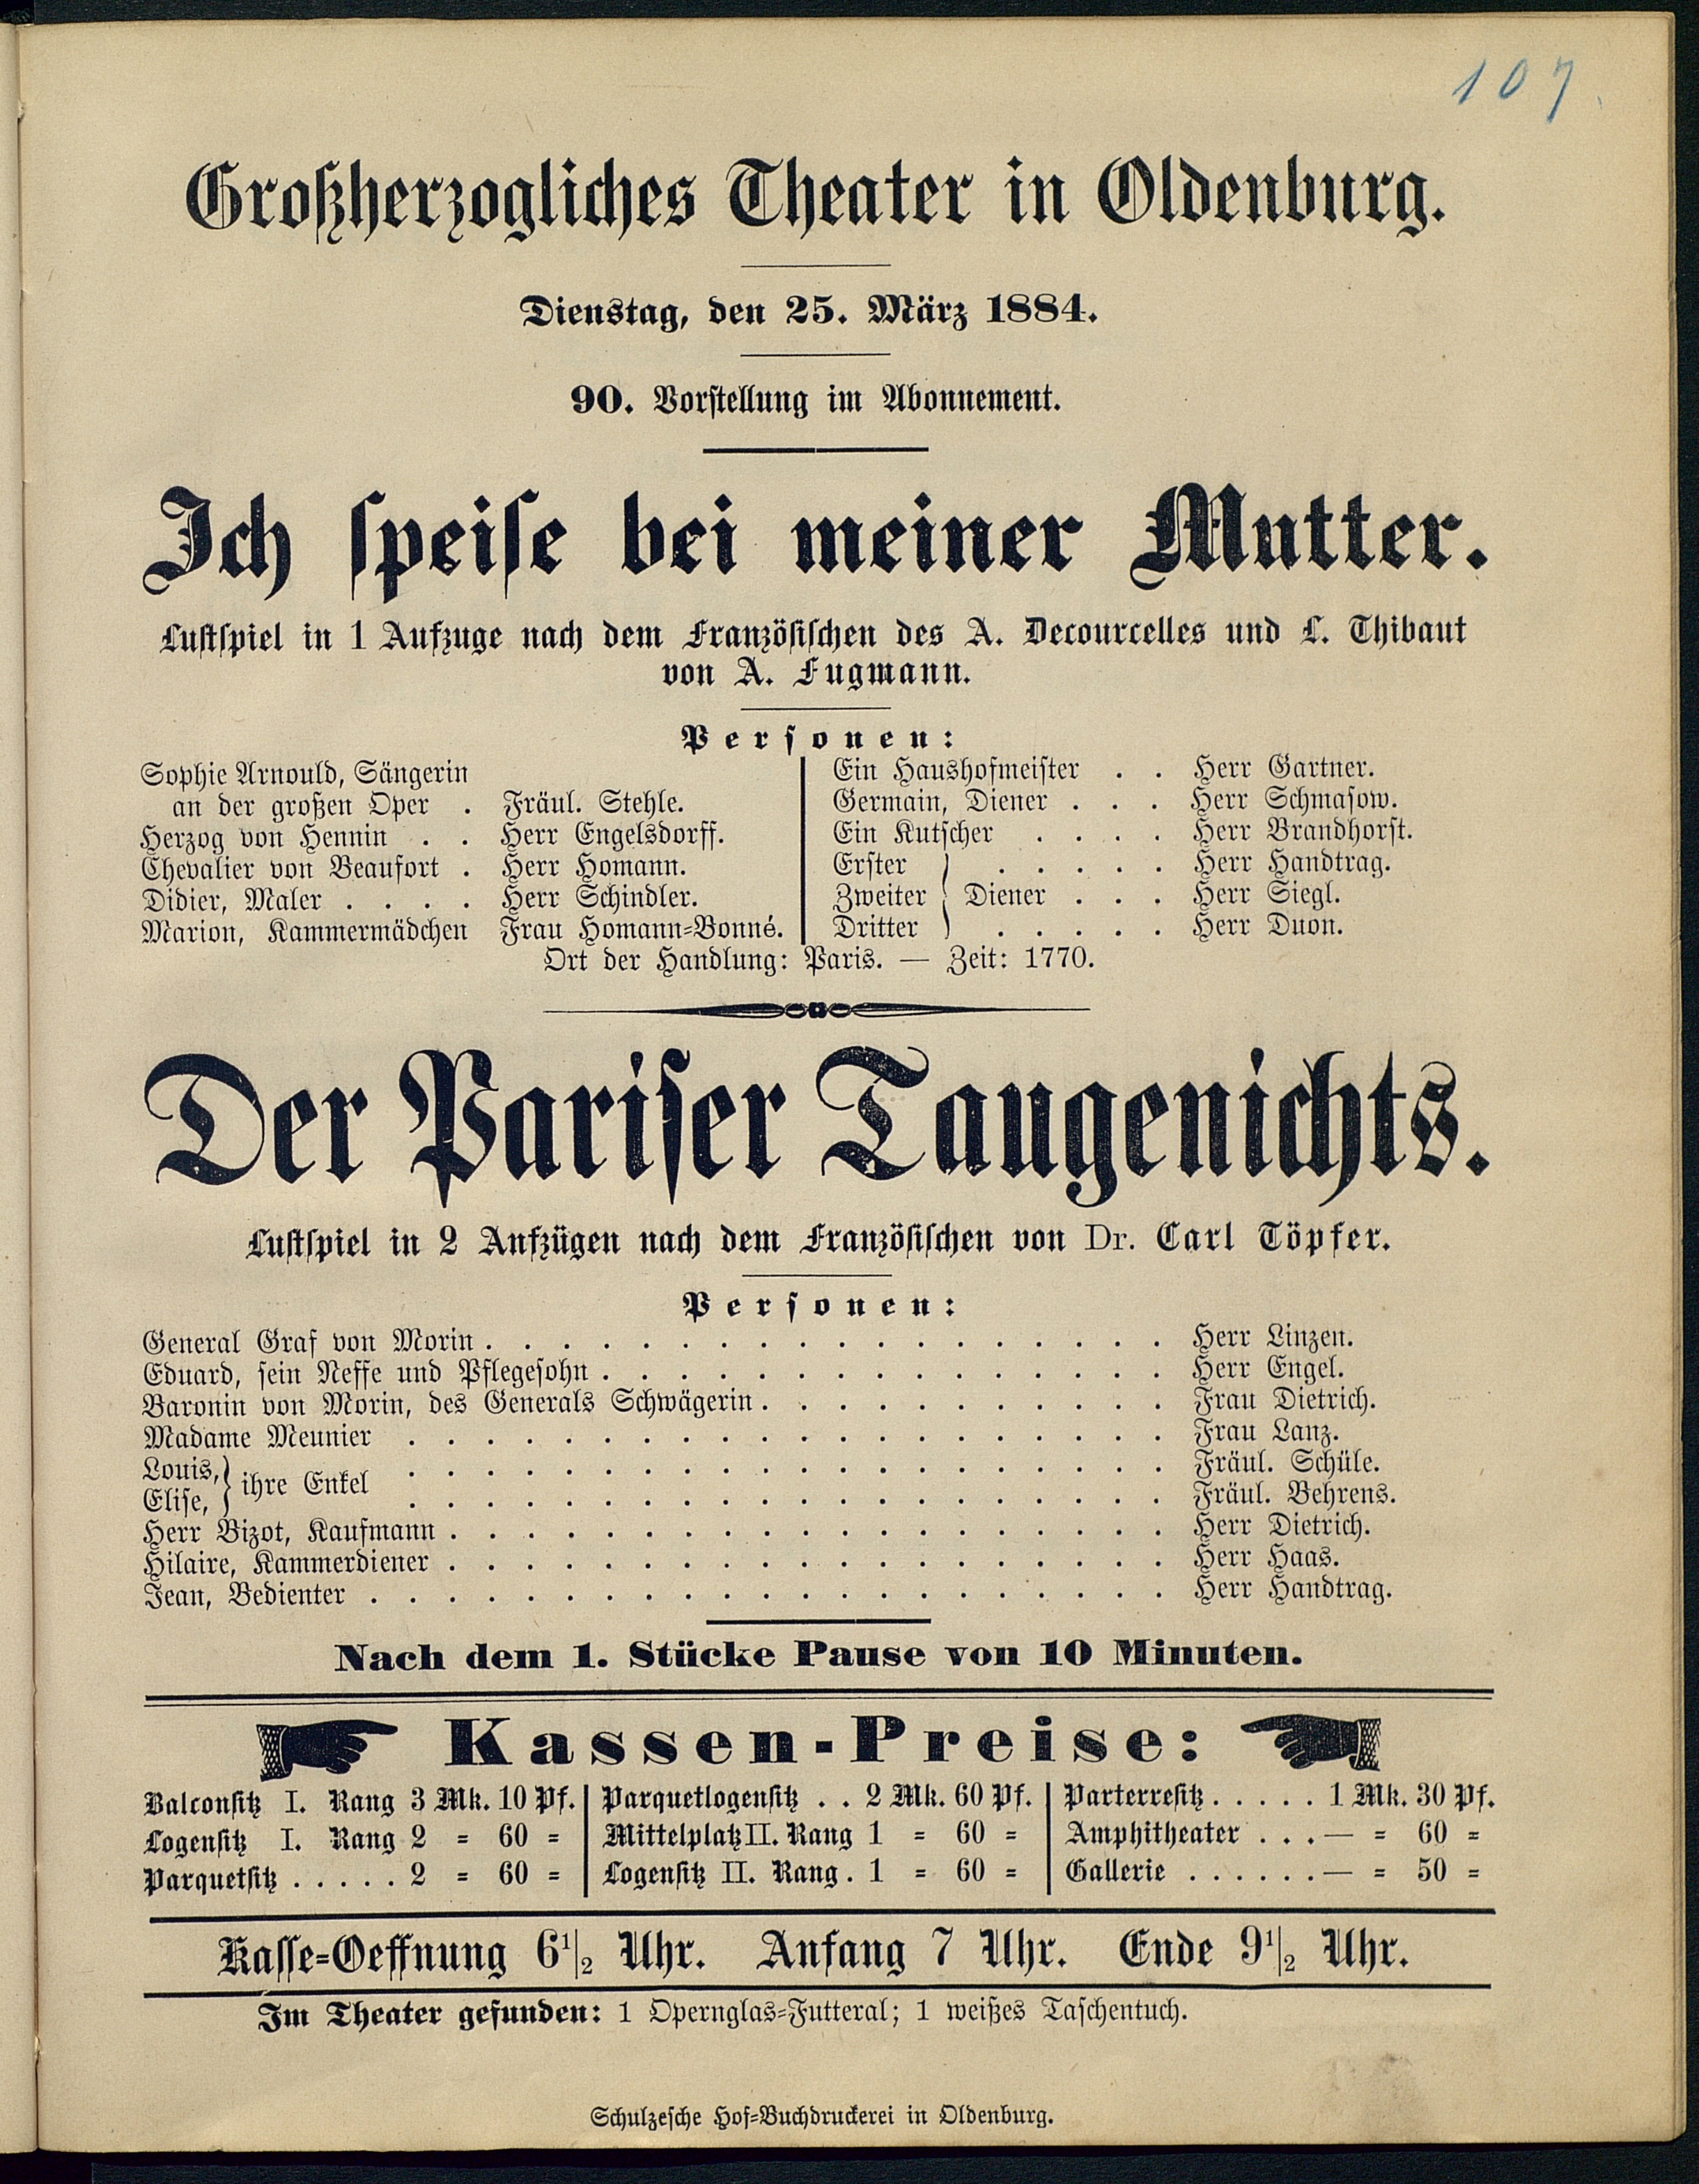 107.
Großherzogliches Theater in Oldenburg.
Dienstag, den 25. März 1884.
90. Vorstellung im Abonnement.
Ich speise bei meiner Mutter.
Lustspiel in 1 Aufzuge nach dem Französischen des A. Decourcelles und L. Thibaut
von A. Fugmann.
Personen:
Sophie Arnould, Sängerin
an der großen Oper . Fräul. Stehle.
Herzog von Hennin . . Herr Engelsdorff.
Chevalier von Beaufort . Herr Homann.
Didier, Maler . . . . Herr Schindler.
Marion, Kammermädchen Frau Homann=Bonné.
Ein Haushofmeister . . Herr Gartner.
Germain, Diener . . . Herr Schmasow.
Ein Kutscher . . . . Herr Brandhorst.
Erster . . . . . Herr Handtrag.
Zweiter } Diener . . . Herr Siegl.
Dritter . . . . . Herr Duon.
Ort der Handlung: Paris. — Zeit: 1770.
Der Pariser Taugenichts.
Lustspiel in 2 Aufzügen nach dem Französischen von Dr. Carl Töpfer.
Personen:
General Graf von Morin . . . . . . . . . . . . . . . . . . Herr Linzen.
Eduard, sein Neffe und Pflegesohn . . . . . . . . . . . . . . . Herr Engel.
Baronin von Morin, des Generals Schwägerin . . . . . . . . . . . Frau Dietrich.
Madame Meunier . . . . . . . . . . . . . . . . . . . . Frau Lanz.
Louis, } ihre Enkel . . . . . . . . . . . . . . . . . . . . Fräul. Schüle.
Elise, . . . . . . . . . . . . . . . . . . . . Fräul. Behrens.
Herr Bizot, Kaufmann . . . . . . . . . . . . . . . . . . . Herr Dietrich.
Hilaire, Kammerdiener . . . . . . . . . . . . . . . . . . . Herr Haas.
Jean, Bedienter . . . . . . . . . . . . . . . . . . . . . Herr Handtrag.
Nach dem 1. Stücke Pause von 10 Minuten.
Kassen-Preise:
Balconsitz I. Rang 3 Mk. 10 Pf.
Logensitz I. Rang 2 = 60 =
Parquetsitz . . . . . 2 = 60 =
Parquetlogensitz . . 2 Mk. 60 Pf.
Mittelplatz II. Rang 1 = 60 =
Logensitz II. Rang . 1 = 60 =
Parterresitz . . . . . 1 Mk. 30 Pf.
Amphitheater . . . — = 60 =
Gallerie . . . . . . — = 50 =
Kasse=Oeffnung 6½ Uhr. Anfang 7 Uhr. Ende 9½ Uhr.
Im Theater gefunden: 1 Opernglas=Futteral; 1 weißes Taschentuch.
Schulzesche Hof=Buchdruckerei in Oldenburg.